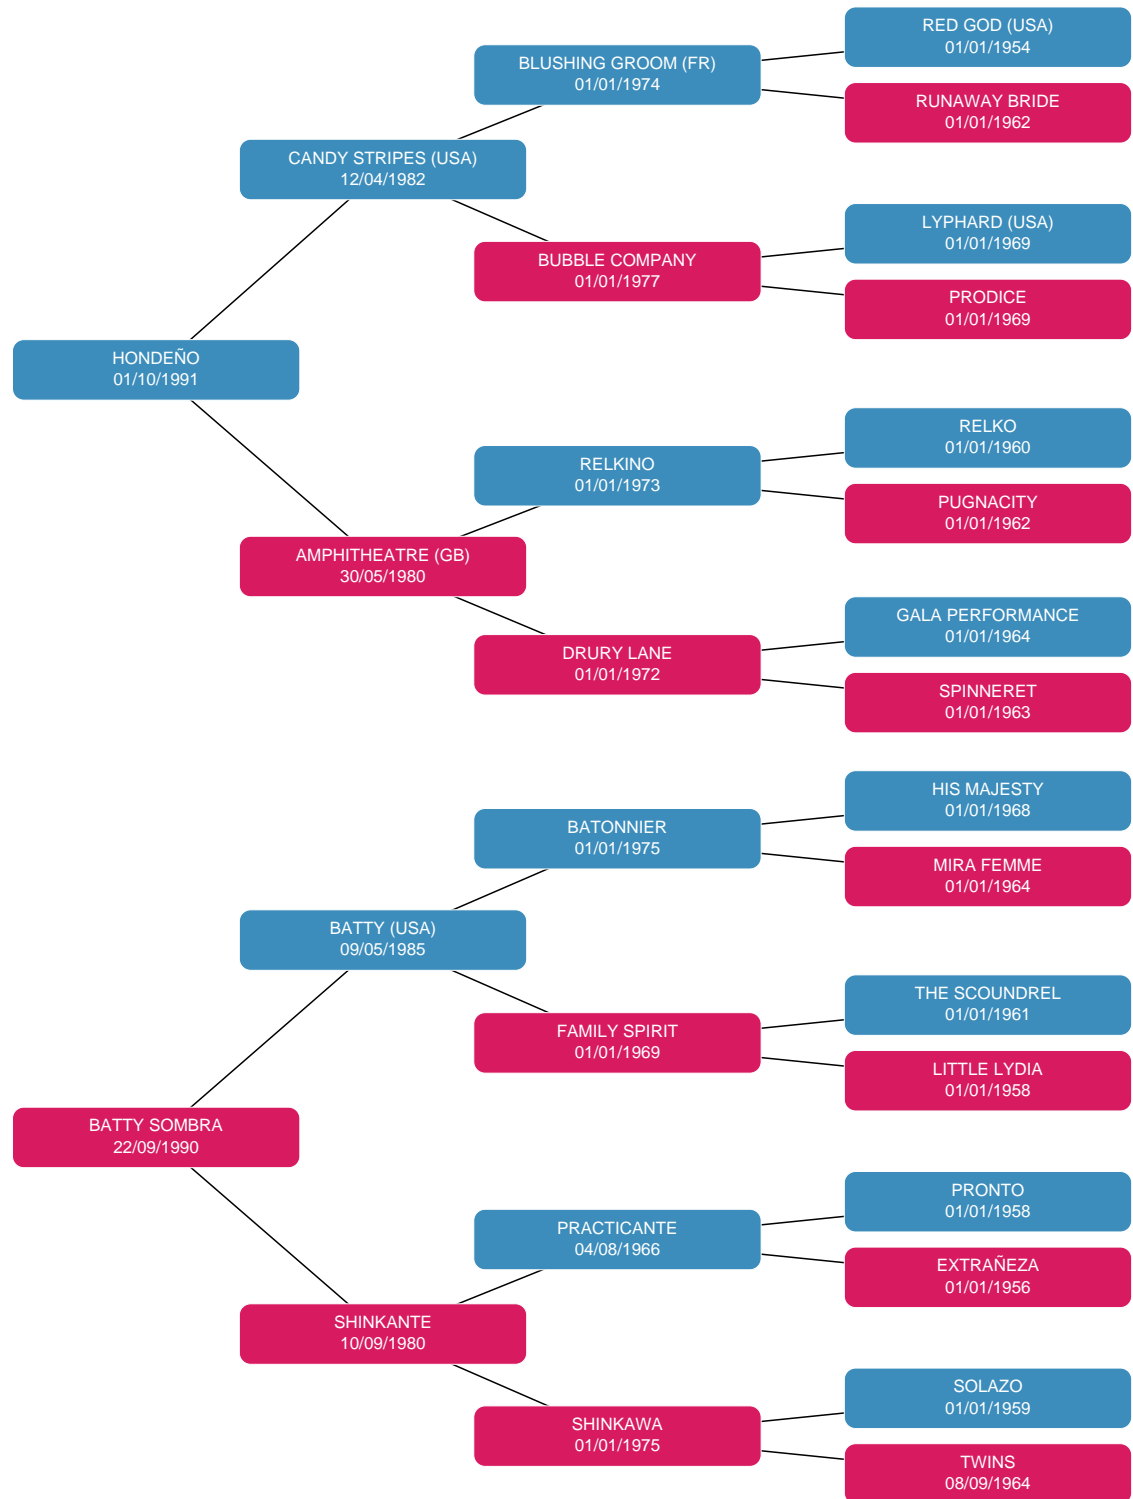 RED GOD (USA)
01/01/1954
BLUSHING GROOM (FR)
01/01/1974
RUNAWAY BRIDE
01/01/1962
CANDY STRIPES (USA)
12/04/1982
LYPHARD (USA)
01/01/1969
BUBBLE COMPANY
01/01/1977
PRODICE
01/01/1969
HONDEÑO
01/10/1991
RELKO
01/01/1960
RELKINO
01/01/1973
PUGNACITY
01/01/1962
AMPHITHEATRE (GB)
30/05/1980
GALA PERFORMANCE
01/01/1964
DRURY LANE
01/01/1972
SPINNERET
01/01/1963
HIS MAJESTY
01/01/1968
BATONNIER
01/01/1975
MIRA FEMME
01/01/1964
BATTY (USA)
09/05/1985
THE SCOUNDREL
01/01/1961
FAMILY SPIRIT
01/01/1969
LITTLE LYDIA
01/01/1958
BATTY SOMBRA
22/09/1990
PRONTO
01/01/1958
PRACTICANTE
04/08/1966
EXTRAÑEZA
01/01/1956
SHINKANTE
10/09/1980
SOLAZO
01/01/1959
SHINKAWA
01/01/1975
TWINS
08/09/1964